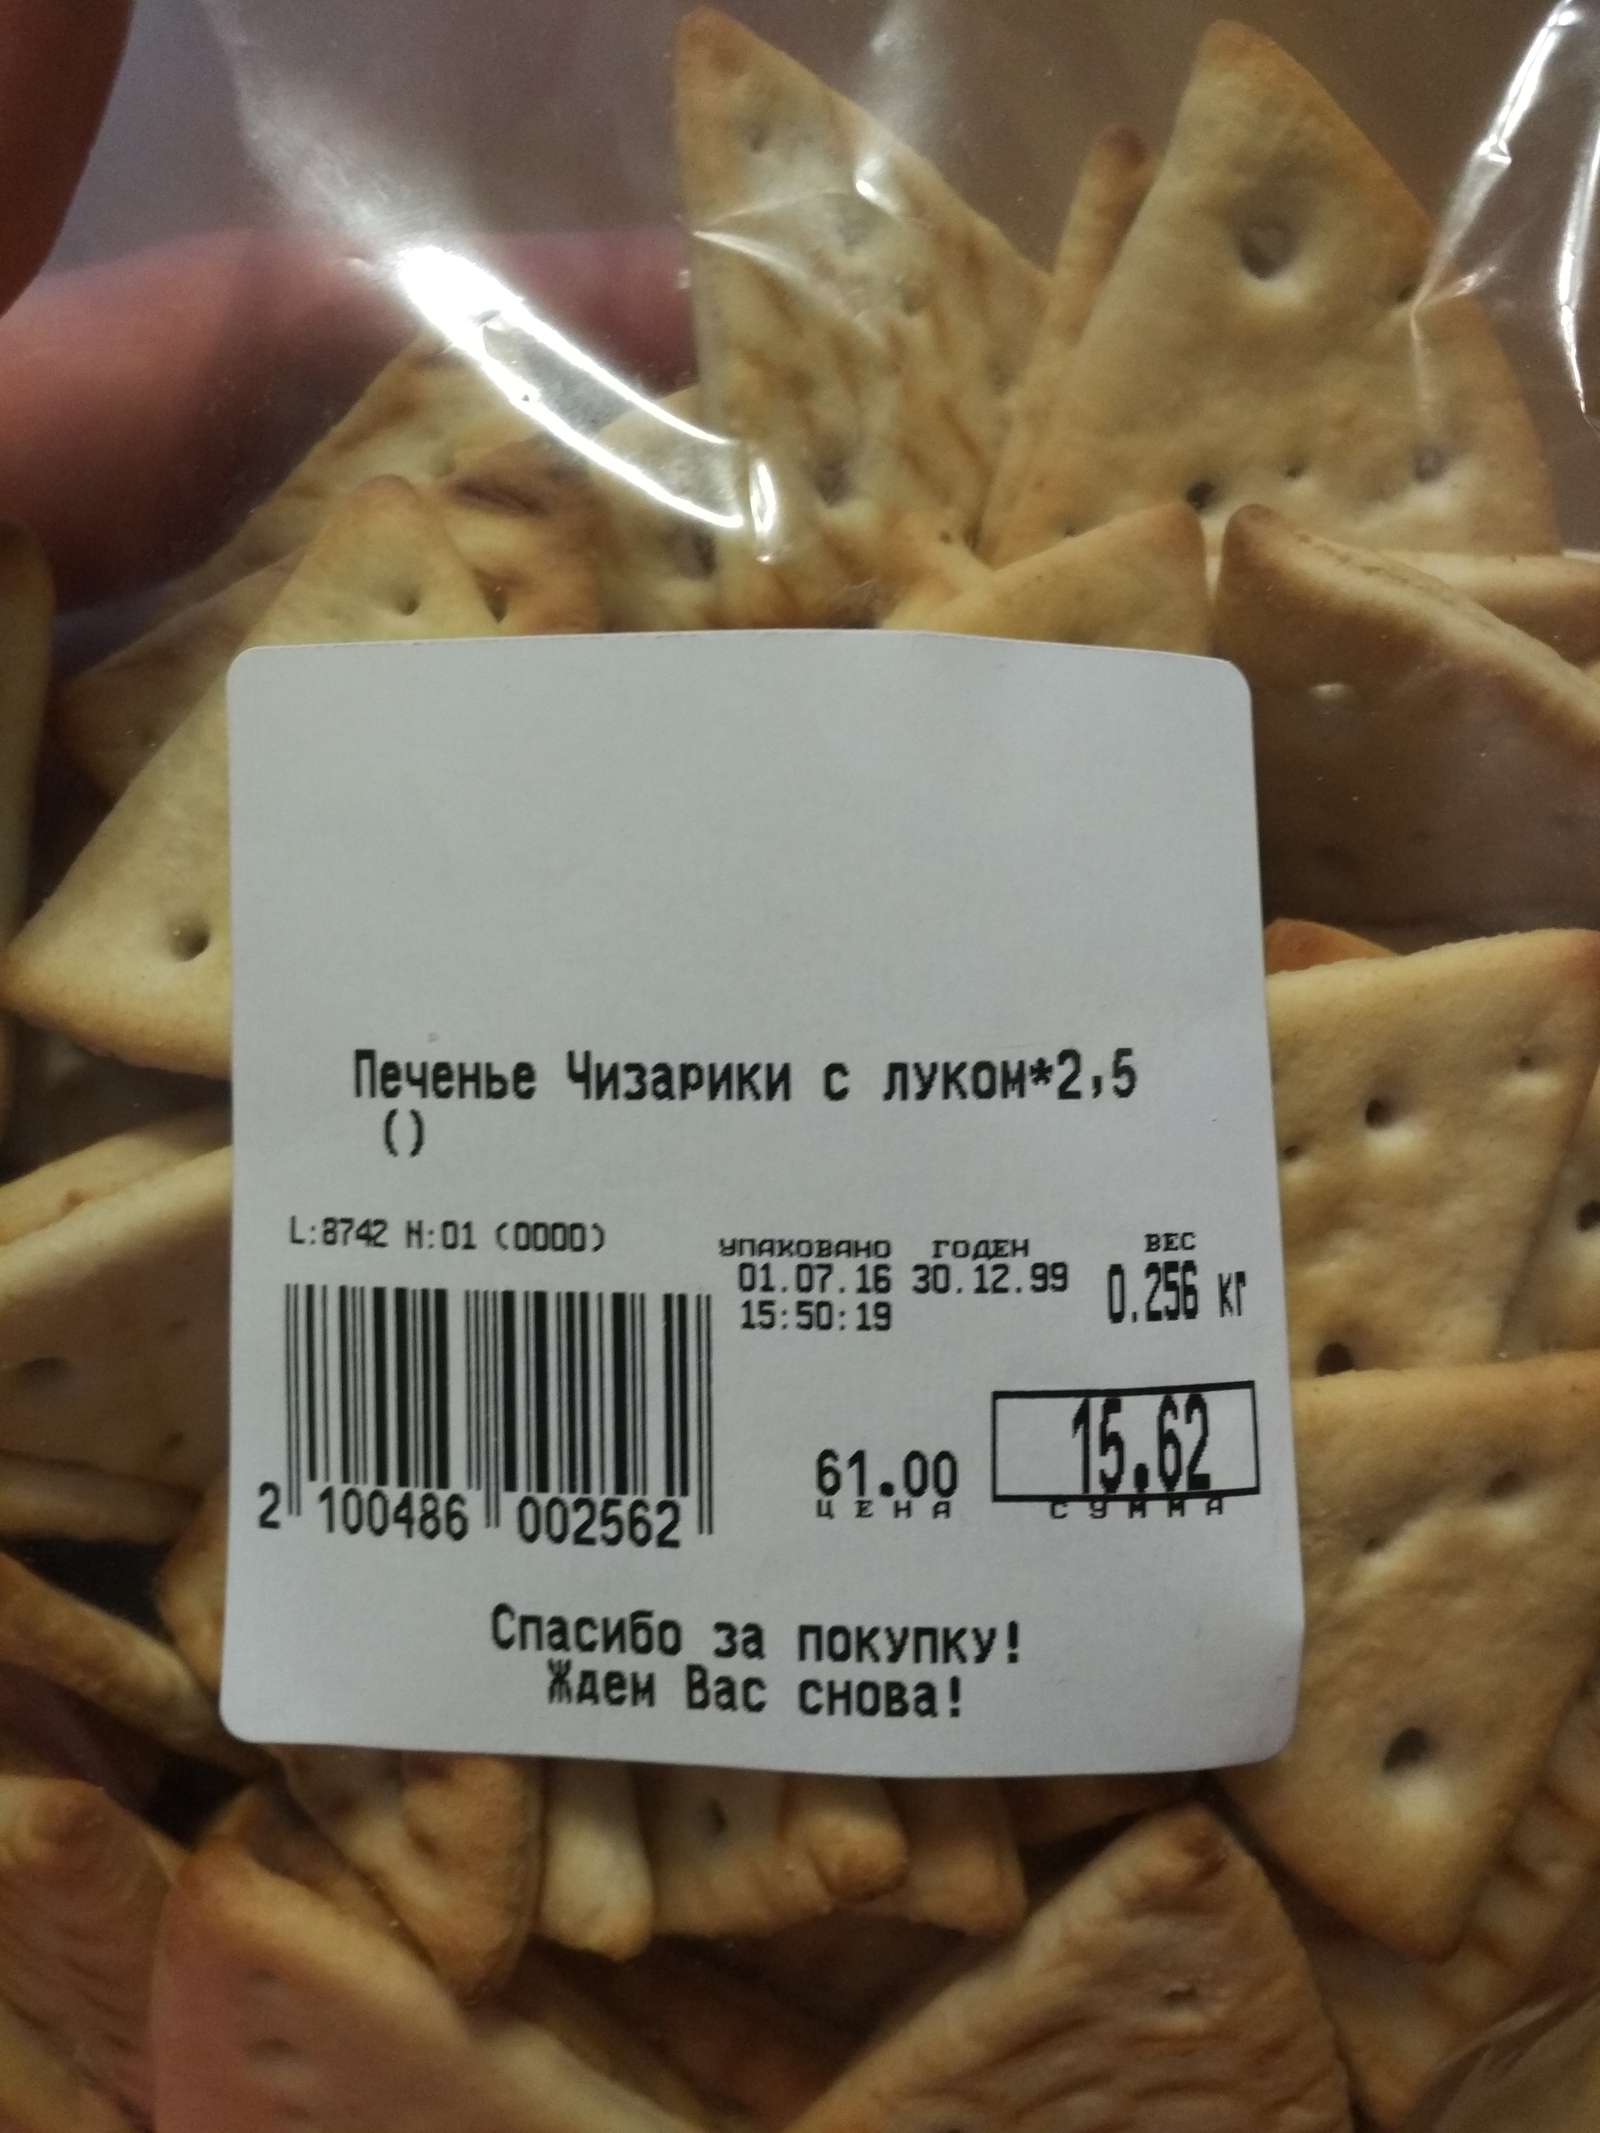 Печенье Чизарики с луком*2,5
()
L:8742 Н:01 (0000)
УПАКОВАНО ГОДЕН ВЕС
01.07.16 30.12.99 0.256 кг
15:50:19
61.00 15.62
ЦЕНА СУММА
2 100486 002562
Спасибо за покупку!
Ждем Вас снова!